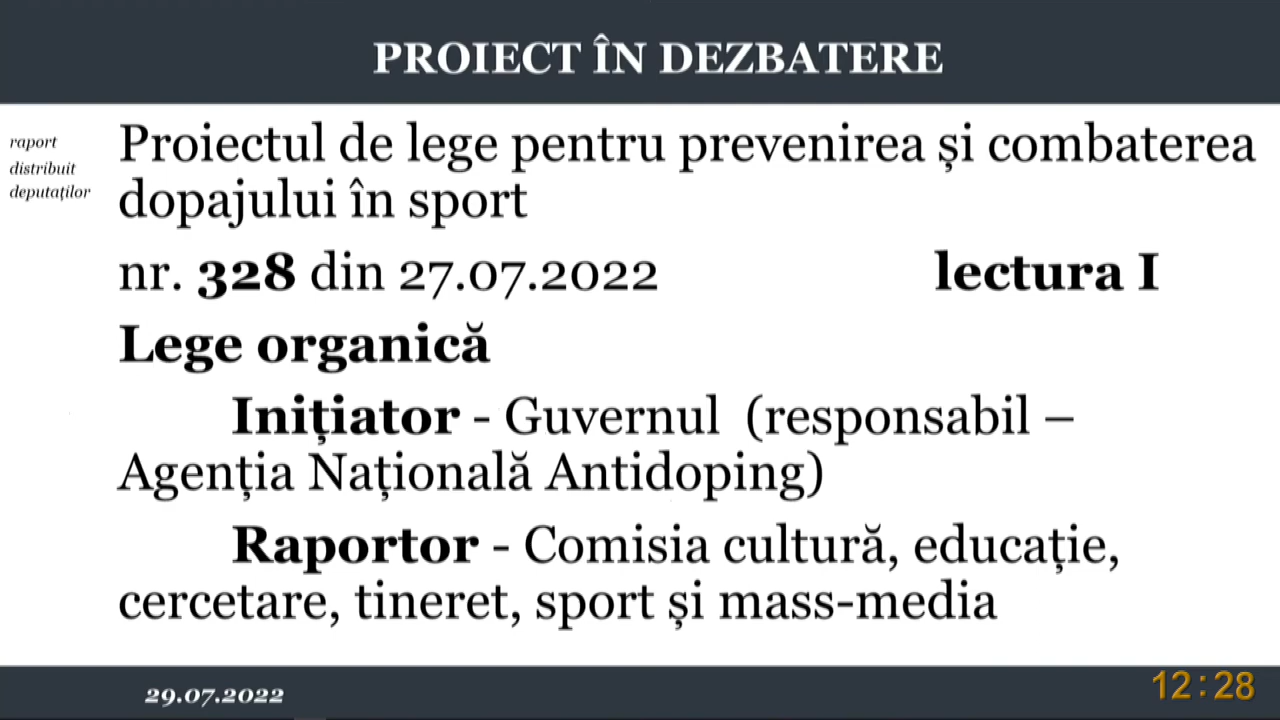 PROIECT ÎN DEZBATERE
raport
distribuit
deputaților
Proiectul de lege pentru prevenirea și combaterea
dopajului în sport
nr. 328 din 27.07.2022 lectura I
Lege organică
Inițiator - Guvernul (responsabil –
Agenția Națională Antidoping)
Raportor - Comisia cultură, educație,
cercetare, tineret, sport și mass-media
29.07.2022
12:28